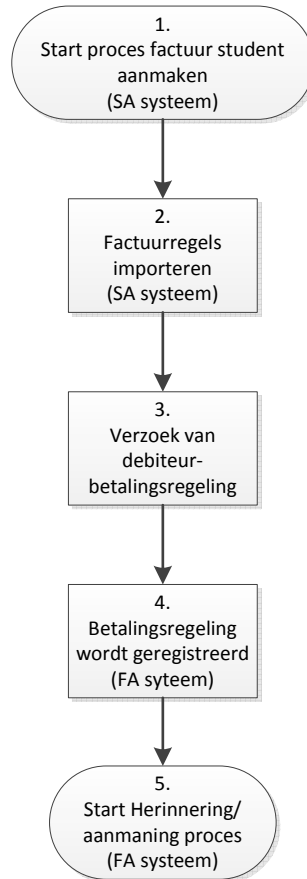 1.
Start proces factuur student
aanmaken
(SA systeem)
2.
Factuurregels
importeren
(SA systeem)
3.
Verzoek van
debiteur-
betalingsregeling
4.
Betalingsregeling
wordt geregistreerd
(FA syteem)
5.
Start Herinnering/
aanmaning proces
(FA systeem)